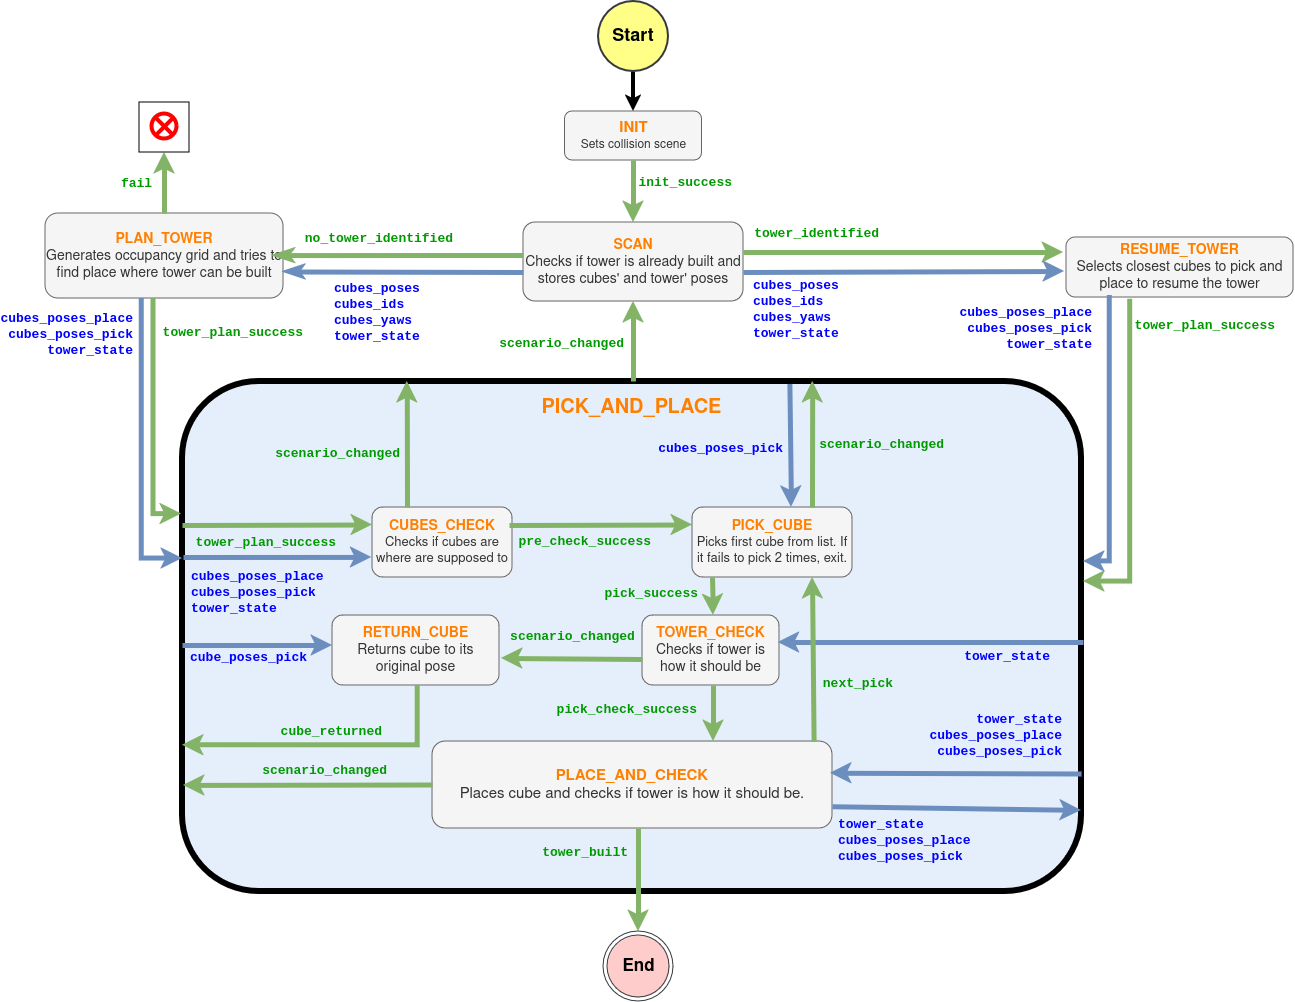 Start
INIT
Sets collision scene
init_success
fail
PLAN_TOWER
Generates occupancy grid and tries to
find place where tower can be built
no_tower_identified
SCAN
Checks if tower is already built and
stores cubes' and tower' poses
tower_identified
RESUME_TOWER
Selects closest cubes to pick and
place to resume the tower
cubes_poses
cubes_ids
cubes_yaws
tower_state
cubes_poses
cubes_ids
cubes_yaws
tower_state
cubes_poses_place
cubes_poses_pick
tower_state
tower_plan_success
scenario_changed
cubes_poses_place
cubes_poses_pick
tower_state
tower_plan_success
PICK_AND_PLACE
scenario_changed
cubes_poses_pick
scenario_changed
CUBES_CHECK
Checks if cubes are
where are supposed to
PICK_CUBE
Picks first cube from list. If
it fails to pick 2 times, exit.
tower_plan_success
pre_check_success
cubes_poses_place
cubes_poses_pick
tower_state
pick_success
RETURN_CUBE
Returns cube to its
original pose
scenario_changed
TOWER_CHECK
Checks if tower is
how it should be
cube_poses_pick
tower_state
next_pick
pick_check_success
cube_returned
tower_state
cubes_poses_place
cubes_poses_pick
scenario_changed
PLACE_AND_CHECK
Places cube and checks if tower is how it should be.
tower_state
cubes_poses_place
cubes_poses_pick
tower_built
End